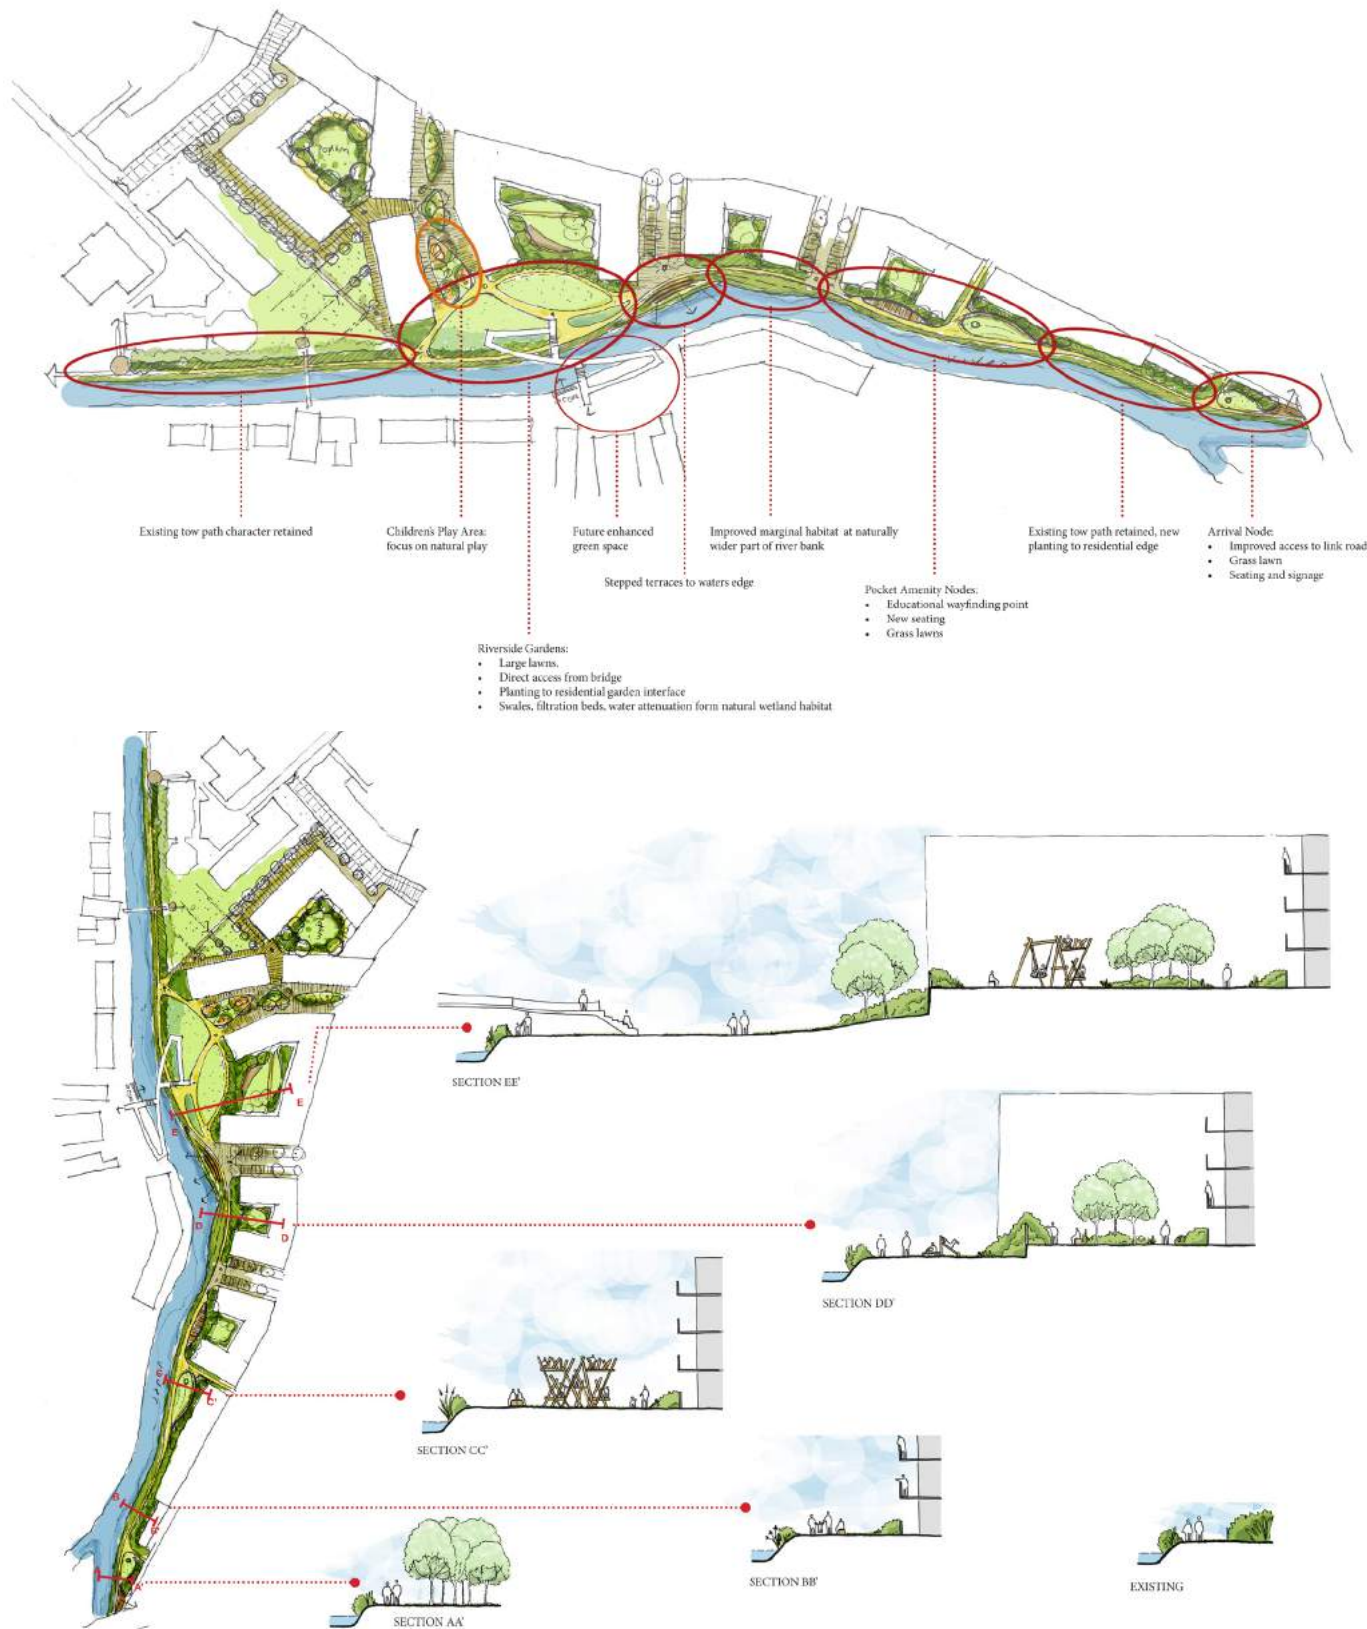 Podium
Existing tow path character retained
Children's Play Area:
focus on natural play
Future enhanced
green space
Stepped terraces to waters edge
Improved marginal habitat at naturally
wider part of river bank
Existing tow path retained, new
planting to residential edge
Arrival Node:
• Improved access to link road
• Grass lawn
• Seating and signage
Pocket Amenity Nodes:
• Educational wayfinding point
• New seating
• Grass lawns
Riverside Gardens:
• Large lawns.
• Direct access from bridge
• Planting to residential garden interface
• Swales, filtration beds, water attenuation form natural wetland habitat
E
E
D
D
C'
B
A
SECTION EE'
SECTION DD'
SECTION CC'
SECTION BB'
SECTION AA'
EXISTING